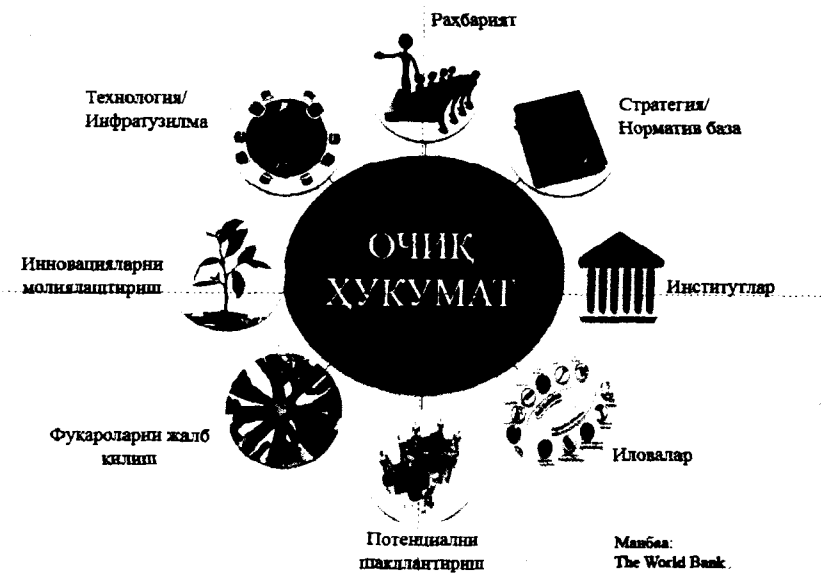 Раҳбарият
Технология/
Инфратузилма
Стратегия/
Норматив база
ОЧИҚ
ҲУКУМАТ
Инновацияларни
молиялаштириш
Институтлар
Фукароларни жалб
қилиш
Иловалар
Потенциални
шакллантириш
Манбаа:
The World Bank